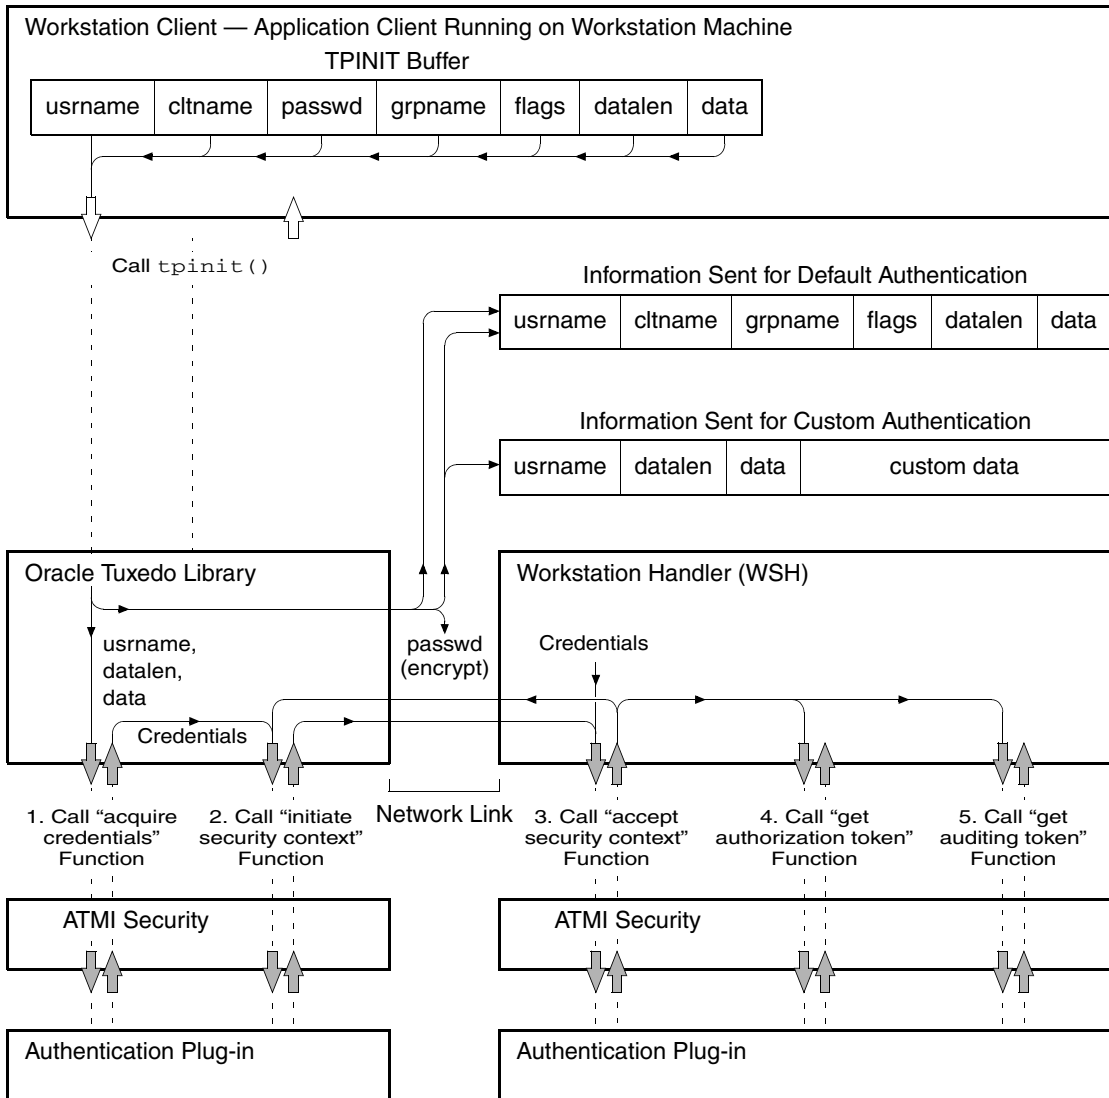 Workstation Client — Application Client Running on Workstation Machine
TPINIT Buffer
usrname cltname passwd grpname flags datalen data
Call tpinit()
Information Sent for Default Authentication
usrname cltname grpname flags datalen data
Information Sent for Custom Authentication
usrname datalen data custom data
Oracle Tuxedo Library
usrname,
datalen,
data
Credentials
passwd
(encrypt)
Workstation Handler (WSH)
Credentials
Network Link
1. Call “acquire
credentials”
Function
2. Call “initiate
security context”
Function
3. Call “accept
security context”
Function
4. Call “get
authorization token”
Function
5. Call “get
auditing token”
Function
ATMI Security
ATMI Security
Authentication Plug-in
Authentication Plug-in